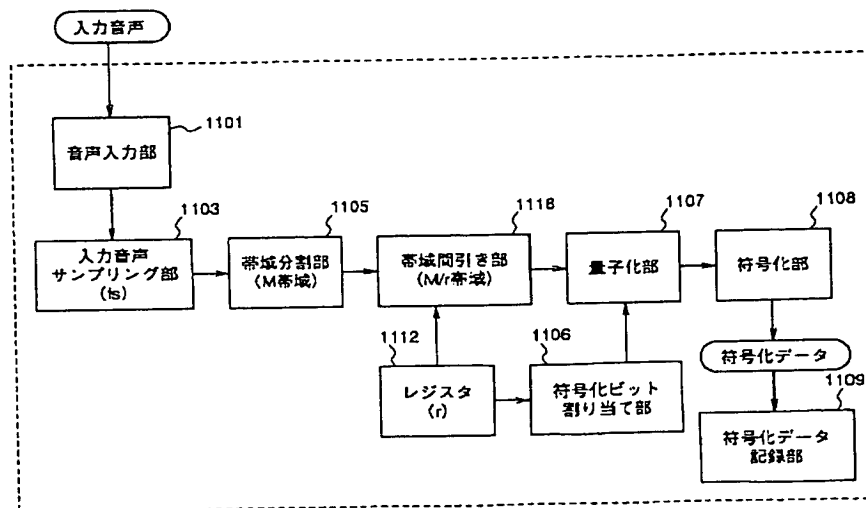 入力音声
1101
音声入力部
1103
入力音声
サンプリング部
(fs)
1105
帯域分割部
(M帯域)
1116
帯域間引き部
(M/r帯域)
1107
量子化部
1108
符号化部
1112
レジスタ
(r)
1106
符号化ビット
割り当て部
符号化データ
1109
符号化データ
記録部